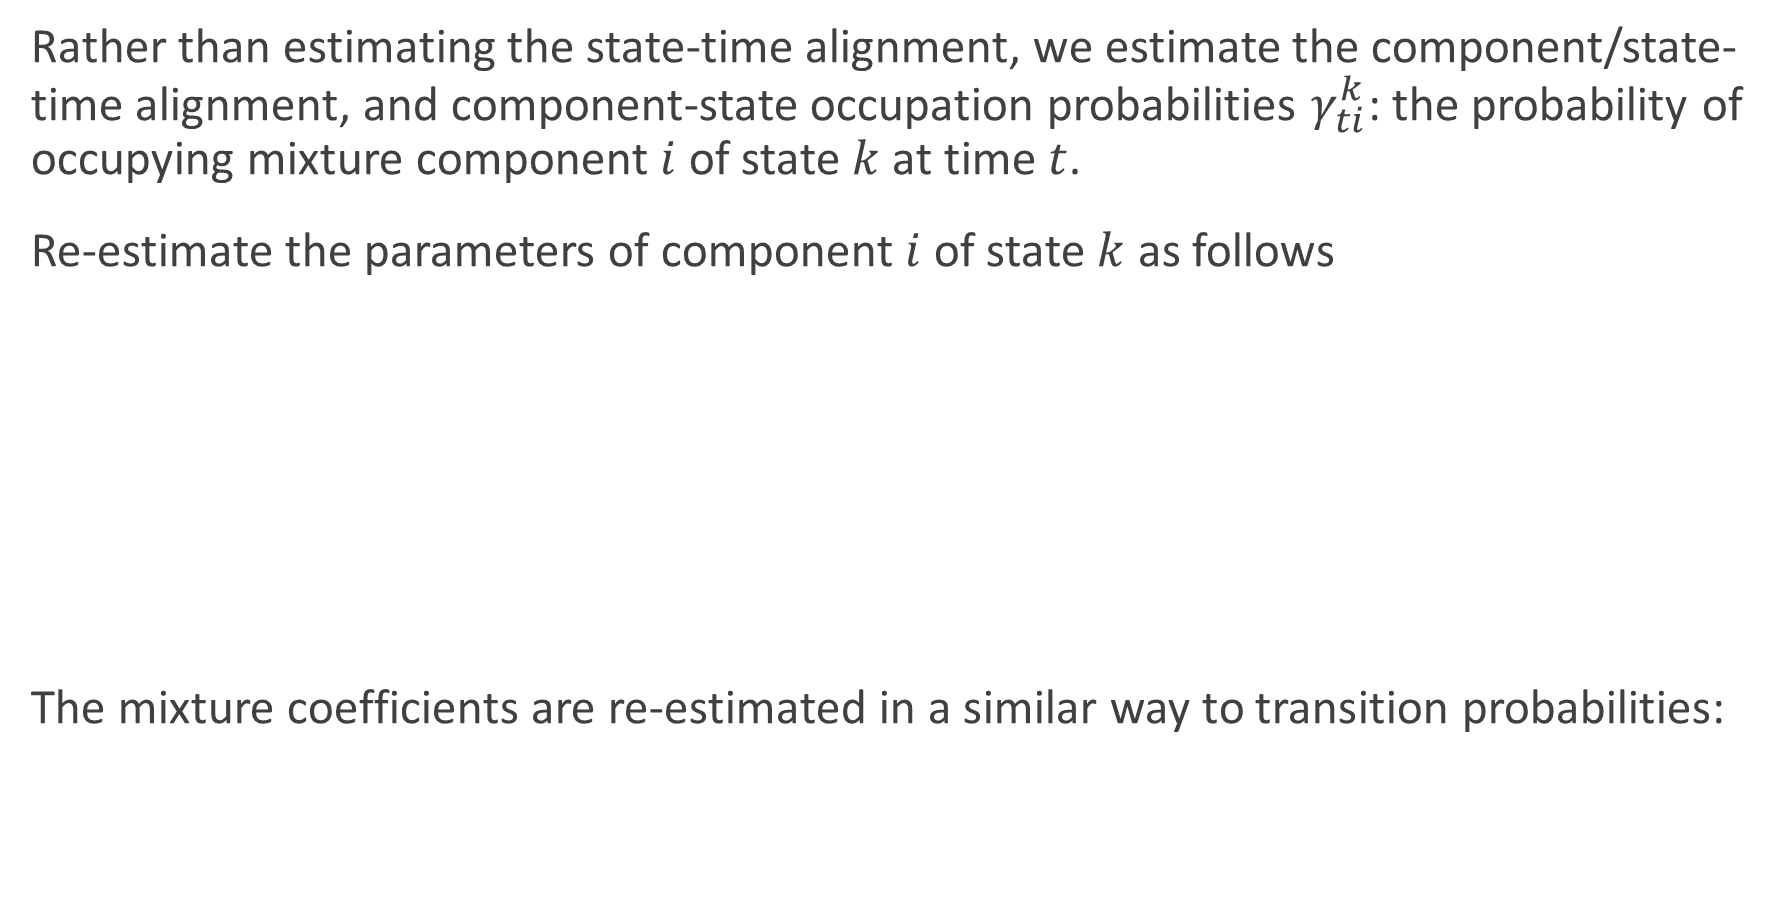 Rather than estimating the state-time alignment, we estimate the component/state-
time alignment, and component-state occupation probabilities $\gamma_{ti}^{k}$: the probability of
occupying mixture component $i$ of state $k$ at time $t$.
Re-estimate the parameters of component $i$ of state $k$ as follows
The mixture coefficients are re-estimated in a similar way to transition probabilities: